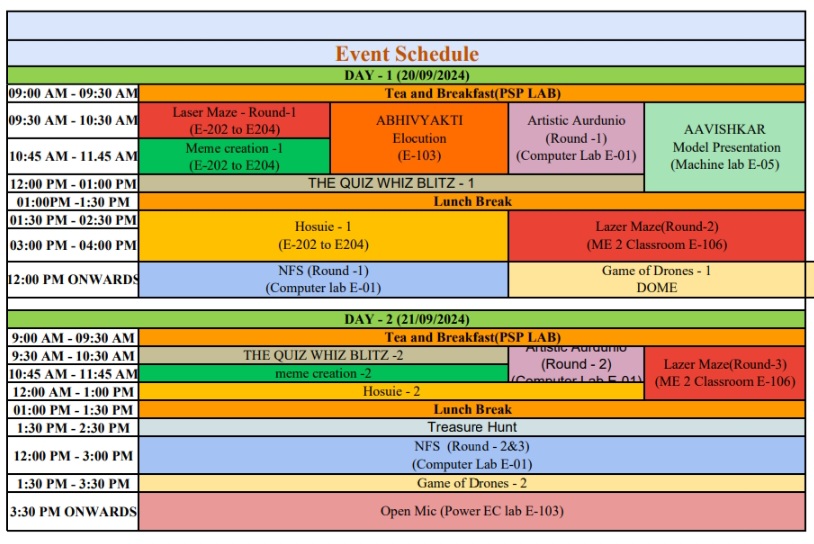 Event Schedule
DAY - 1 (20/09/2024)
09:00 AM - 09:30 AM
Tea and Breakfast(PSP LAB)
09:30 AM - 10:30 AM
Laser Maze - Round-1
(E-202 to E204)
ABHIVYAKTI
Elocution
(E-103)
Artistic Aurdunio
(Round -1)
(Computer Lab E-01)
AAVISHKAR
Model Presentation
(Machine lab E-05)
10:45 AM - 11.45 AM
Meme creation -1
(E-202 to E204)
12:00 PM - 01:00 PM
THE QUIZ WHIZ BLITZ - 1
01:00PM -1:30 PM
Lunch Break
01:30 PM - 02:30 PM
03:00 PM - 04:00 PM
Hosuie - 1
(E-202 to E204)
Lazer Maze(Round-2)
(ME 2 Classroom E-106)
12:00 PM ONWARDS
NFS (Round -1)
(Computer lab E-01)
Game of Drones - 1
DOME
DAY - 2 (21/09/2024)
9:00 AM - 09:30 AM
Tea and Breakfast(PSP LAB)
9:30 AM - 10:30 AM
THE QUIZ WHIZ BLITZ -2
Artistic Aurdunio
(Round - 2)
(Computer Lab E-01)
Lazer Maze(Round-3)
(ME 2 Classroom E-106)
10:45 AM - 11:45 AM
meme creation -2
12:00 AM - 1:00 PM
Hosuie - 2
01:00 PM - 1:30 PM
Lunch Break
1:30 PM - 2:30 PM
Treasure Hunt
12:00 PM - 3:00 PM
NFS (Round - 2&3)
(Computer Lab E-01)
1:30 PM - 3:30 PM
Game of Drones - 2
3:30 PM ONWARDS
Open Mic (Power EC lab E-103)